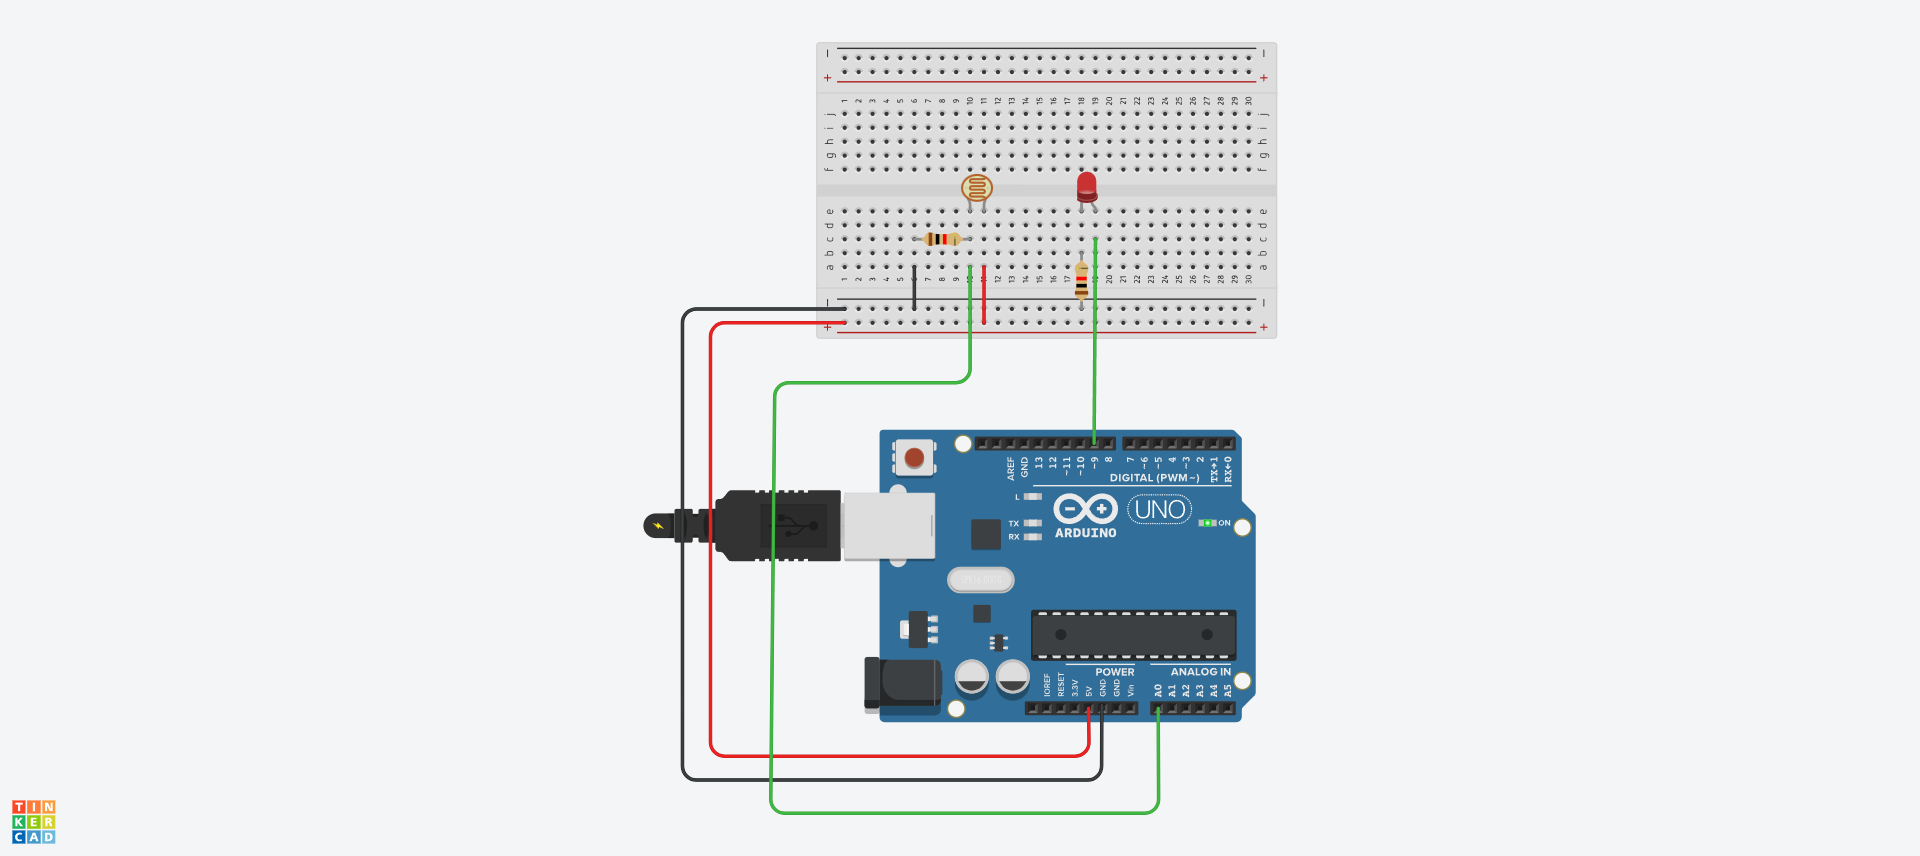 − −
+ +
1 2 3 4 5 6 7 8 9 10 11 12 13 14 15 16 17 18 19 20 21 22 23 24 25 26 27 28 29 30
j j
i i
h h
g g
f f
e e
d d
c c
b b
a a
1 2 3 4 5 7 8 9 11 12 13 14 15 16 17 20 21 22 23 24 25 26 27 28 29 30
− −
+ +
AREF GND 13 12 ~11 ~10 ~9 8 7 ~6 ~5 4 ~3 2 TX→1 RX←0
DIGITAL (PWM~)
L
TX
RX
UNO
ON
ARDUINO
POWER ANALOG IN
IOREF RESET 3.3V 5V GND GND Vin A0 A1 A2 A3 A4 A5
TIN
KER
CAD